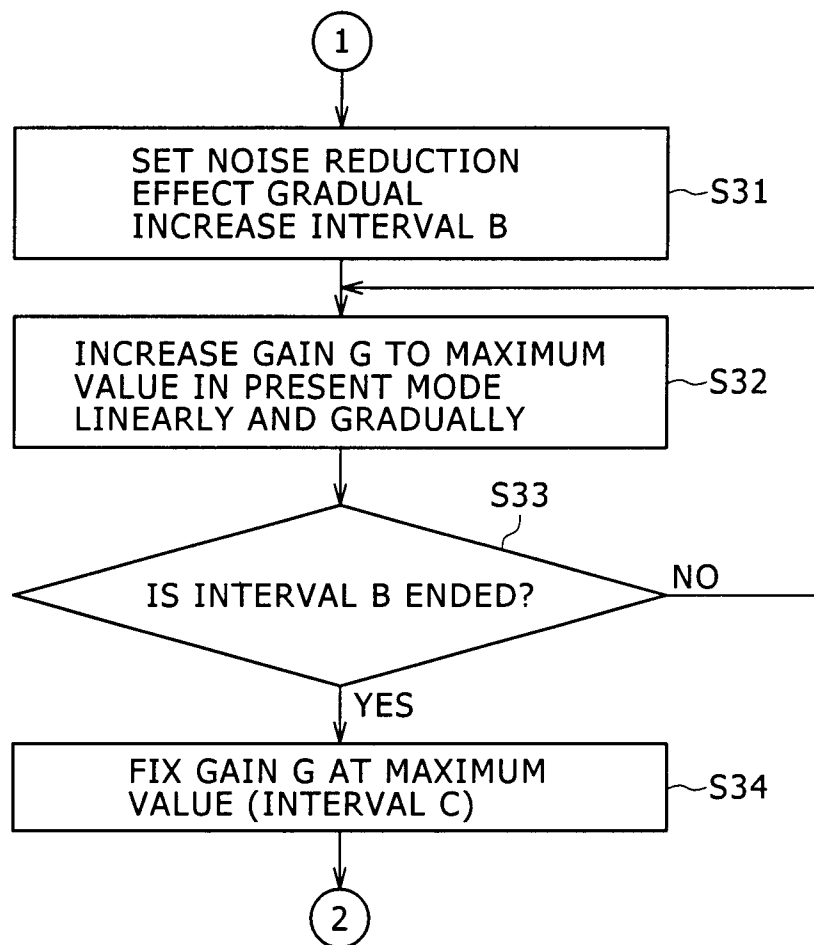 1
SET NOISE REDUCTION
EFFECT GRADUAL
INCREASE INTERVAL B
S31
INCREASE GAIN G TO MAXIMUM
VALUE IN PRESENT MODE
LINEARLY AND GRADUALLY
S32
S33
IS INTERVAL B ENDED?
NO
YES
FIX GAIN G AT MAXIMUM
VALUE (INTERVAL C)
S34
2